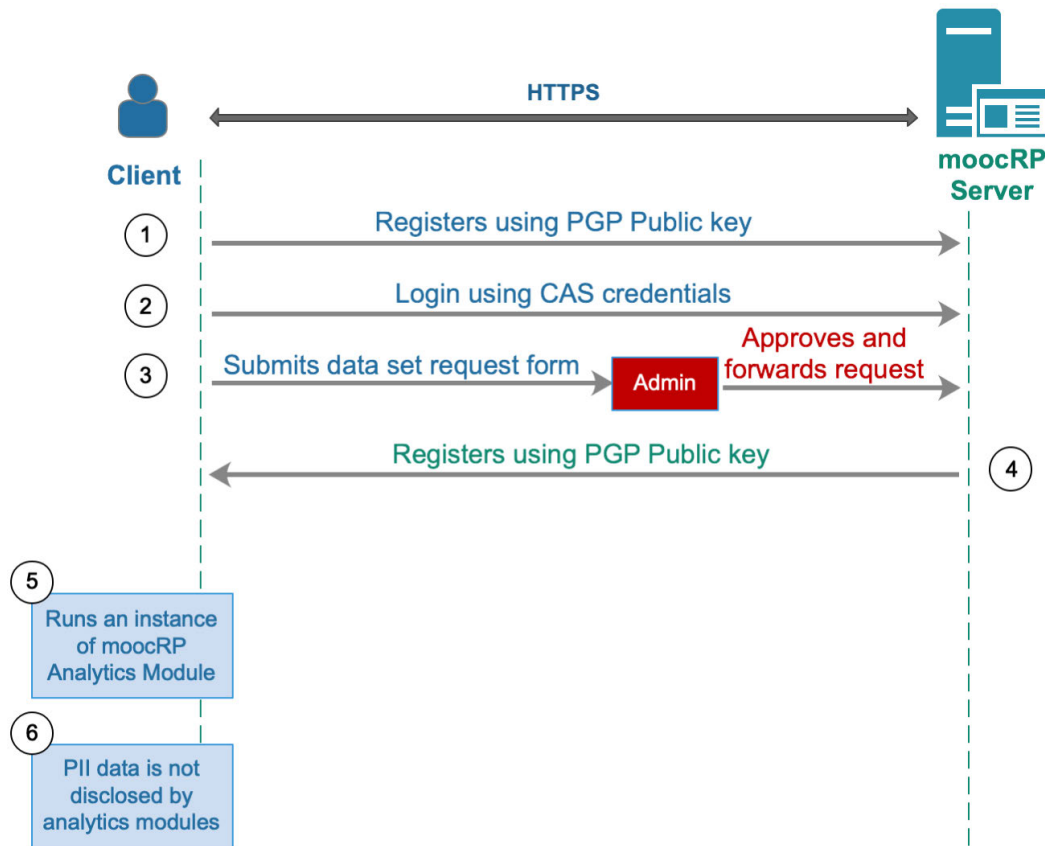 HTTPS
Client
moocRP
Server
1
Registers using PGP Public key
2
Login using CAS credentials
3
Submits data set request form
Admin
Approves and
forwards request
Registers using PGP Public key
4
5
Runs an instance
of moocRP
Analytics Module
6
PII data is not
disclosed by
analytics modules